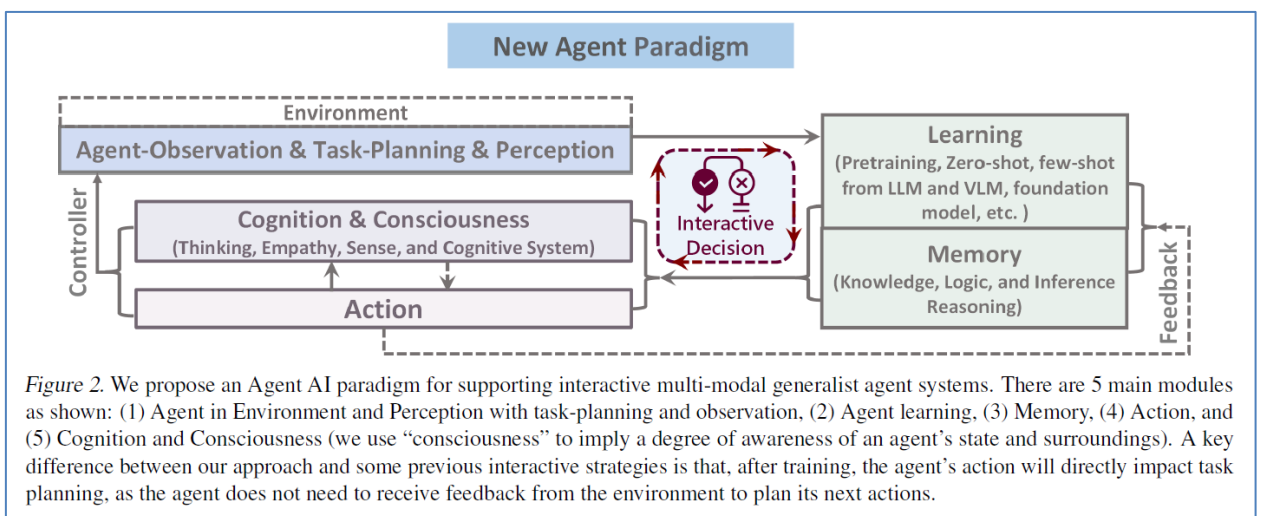 New Agent Paradigm
Environment
Agent-Observation & Task-Planning & Perception
Controller
Cognition & Consciousness
(Thinking, Empathy, Sense, and Cognitive System)
Action
Interactive
Decision
Learning
(Pretraining, Zero-shot, few-shot
from LLM and VLM, foundation
model, etc. )
Memory
(Knowledge, Logic, and Inference
Reasoning)
Feedback
Figure 2. We propose an Agent AI paradigm for supporting interactive multi-modal generalist agent systems. There are 5 main modules
as shown: (1) Agent in Environment and Perception with task-planning and observation, (2) Agent learning, (3) Memory, (4) Action, and
(5) Cognition and Consciousness (we use “consciousness” to imply a degree of awareness of an agent’s state and surroundings). A key
difference between our approach and some previous interactive strategies is that, after training, the agent’s action will directly impact task
planning, as the agent does not need to receive feedback from the environment to plan its next actions.